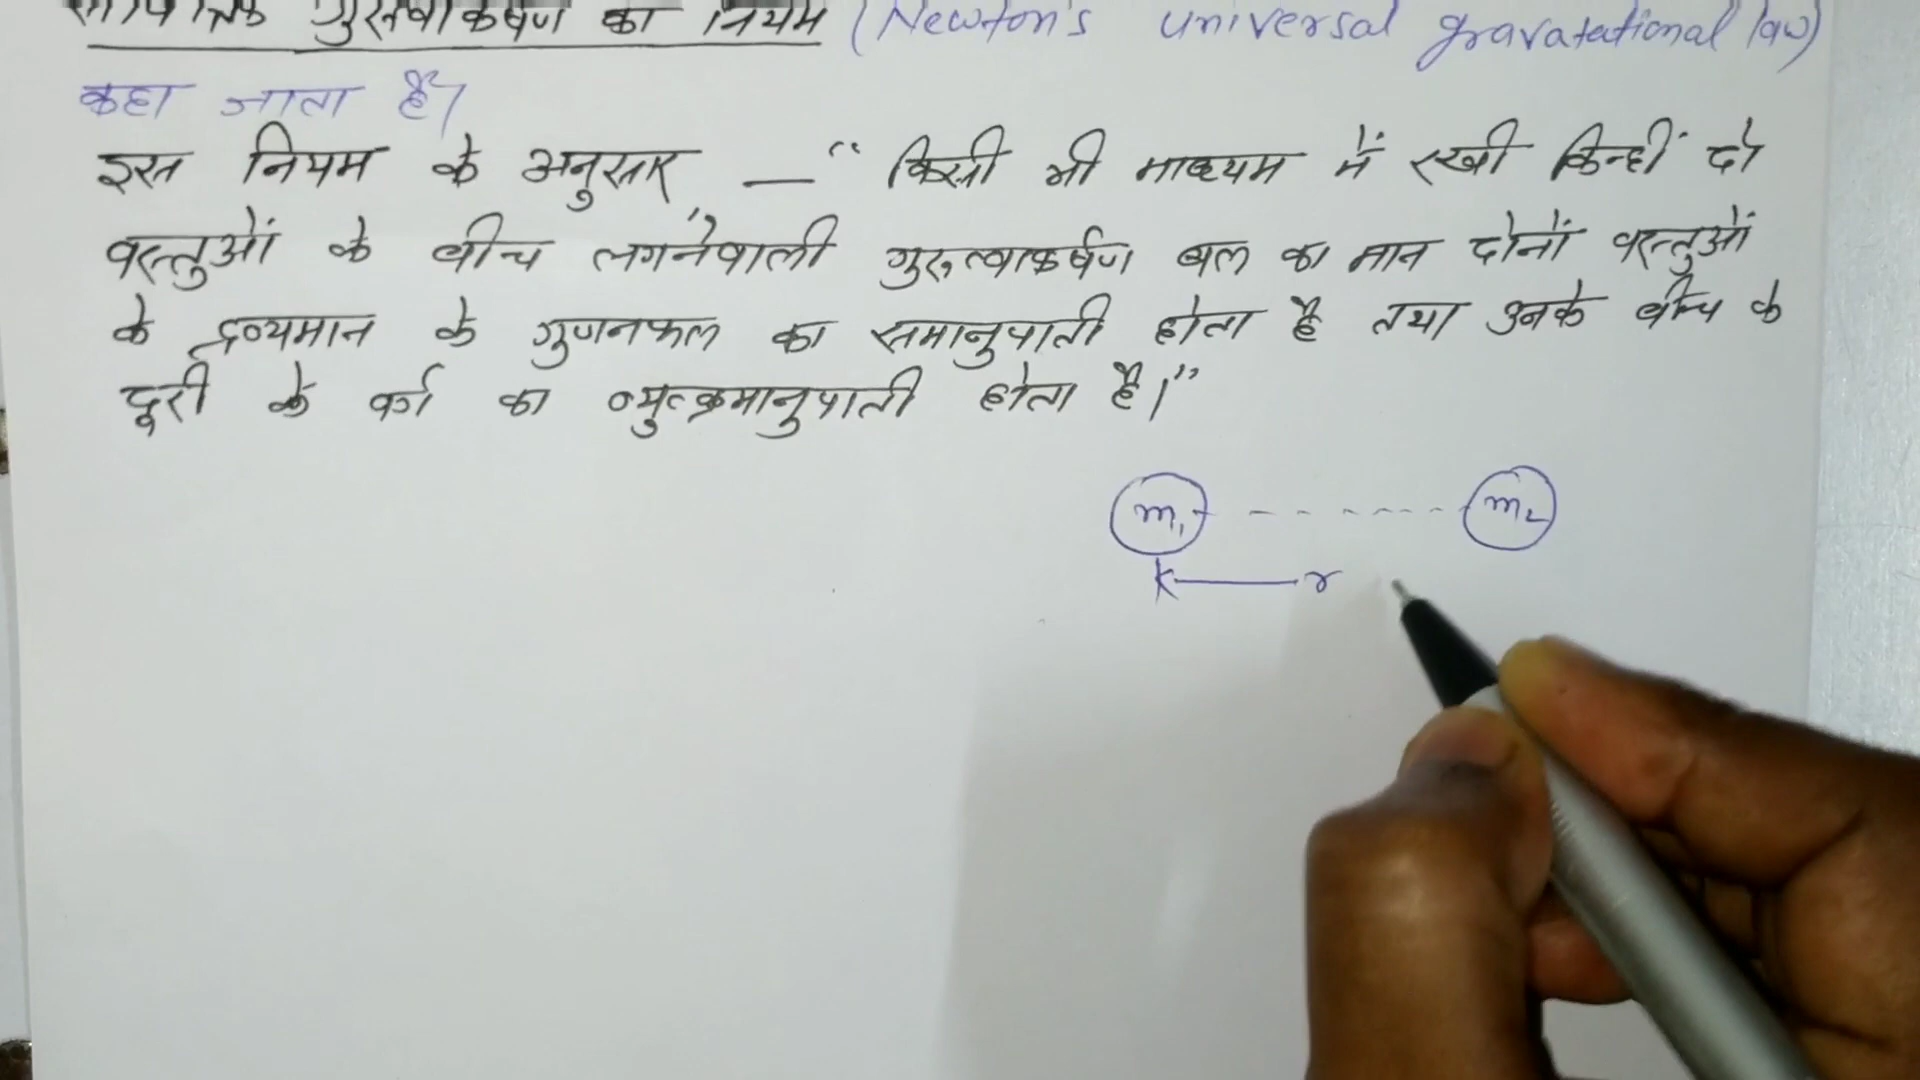 गुरुत्वाकर्षण का नियम (Newton's universal gravatational law)
कहा जाता है।
इस नियम के अनुसार — “ किसी भी माध्यम में रखी किन्हीं दो
वस्तुओं के बीच लगनेवाली गुरुत्वाकर्षण बल का मान दोनों वस्तुओं
के द्रव्यमान के गुणनफल का समानुपाती होता है तथा उनके बीच के
दूरी के वर्ग का व्युत्क्रमानुपाती होता है।”
m₁ m₂
r